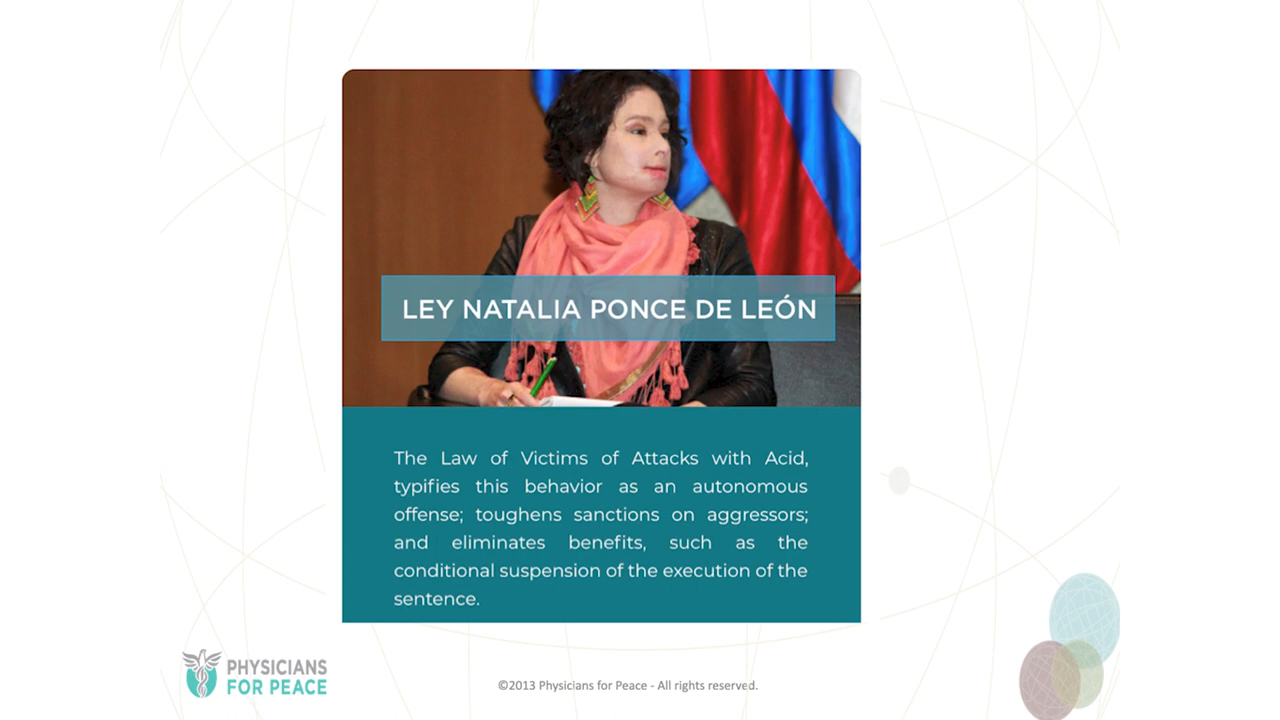 LEY NATALIA PONCE DE LEÓN
The Law of Victims of Attacks with Acid,
typifies this behavior as an autonomous
offense; toughens sanctions on aggressors;
and eliminates benefits, such as the
conditional suspension of the execution of the
sentence.
PHYSICIANS
FOR PEACE
©2013 Physicians for Peace - All rights reserved.